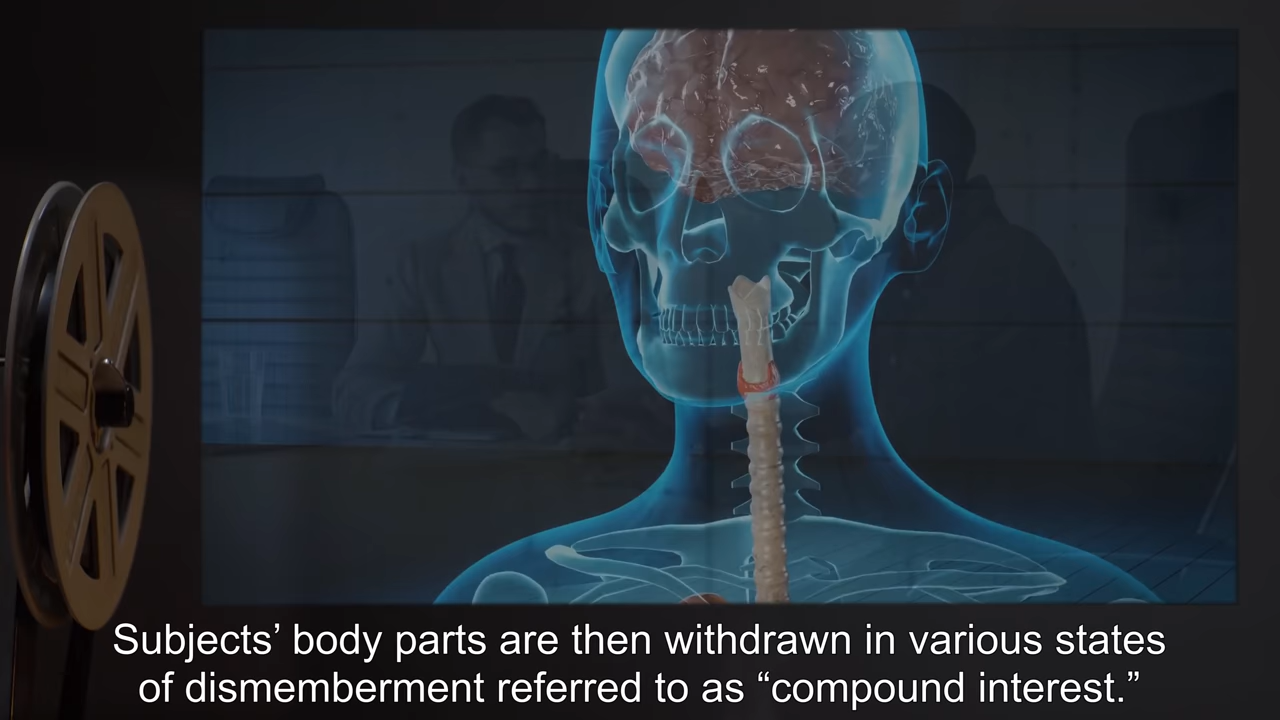 Subjects’ body parts are then withdrawn in various states
of dismemberment referred to as “compound interest.”